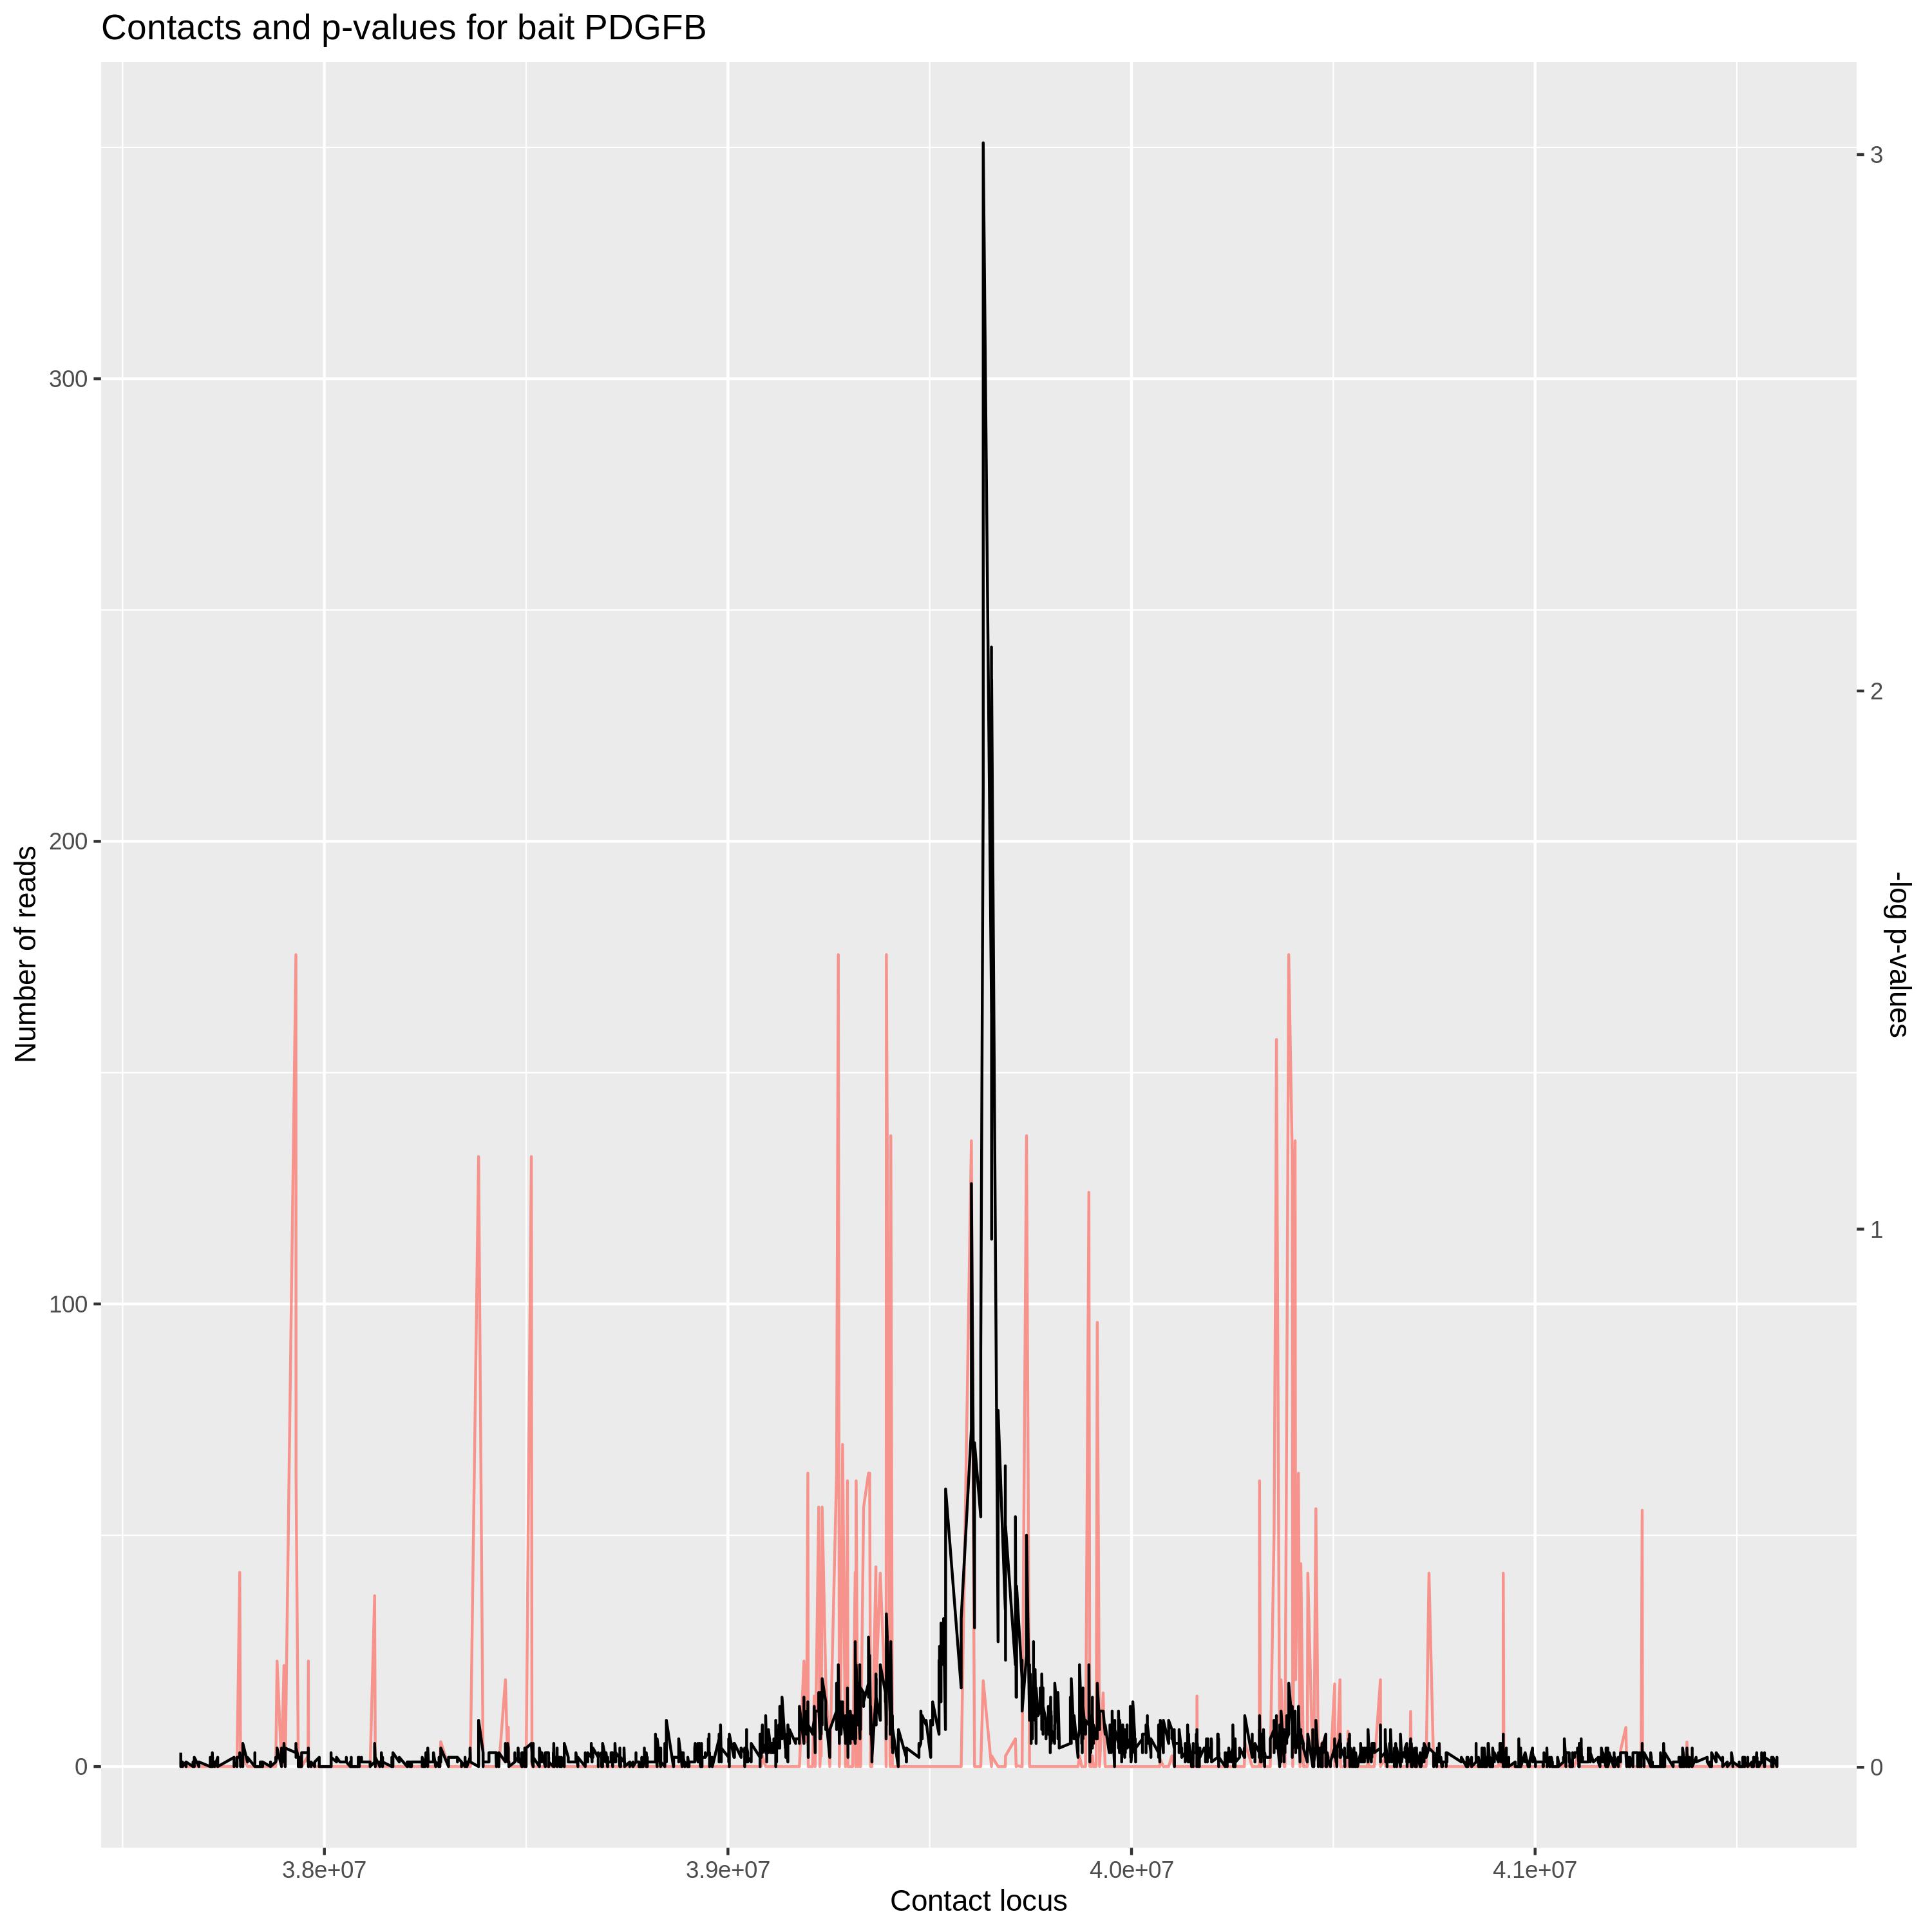 Contacts and p-values for bait PDGFB
Number of reads
300
200
100
0
3
2
1
0
-log p-values
3.8e+07
3.9e+07
4.0e+07
4.1e+07
Contact locus